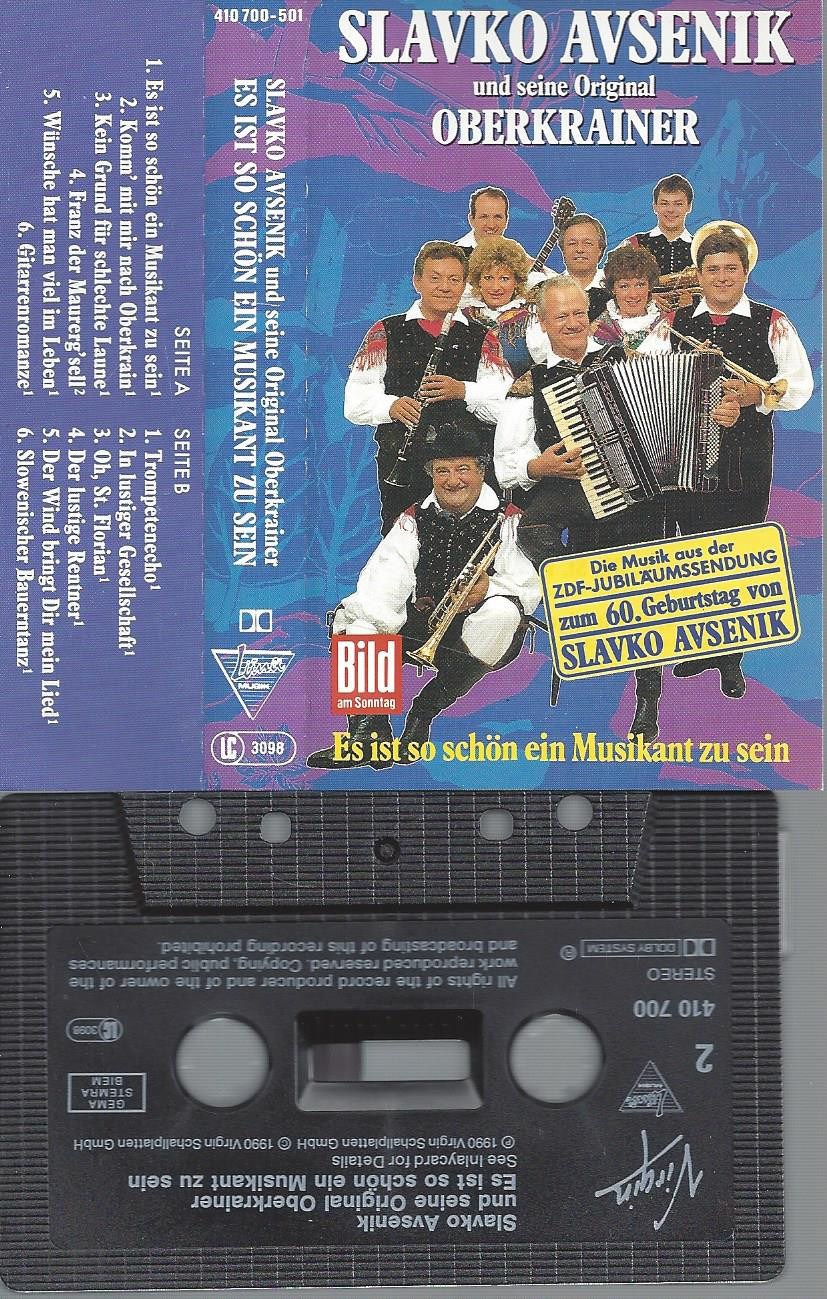 SLAVKO AVSENIK
und seine Original
OBERKRAINER
Die Musik aus der
ZDF-JUBILÄUMSSENDUNG
zum 60. Geburtstag von
SLAVKO AVSENIK
Bild
am Sonntag
Es ist so schön ein Musikant zu sein
410 700-501
SLAVKO AVSENIK und seine Original Oberkrainer
ES IST SO SCHÖN EIN MUSIKANT ZU SEIN
MUSIK
LC 3098
SEITE A
1. Es ist so schön ein Musikant zu sein¹
2. Komm' mit mir nach Oberkrain¹
3. Kein Grund für schlechte Laune¹
4. Franz der Maurerg'sell²
5. Wünsche hat man viel im Leben¹
6. Gitarrenromanze¹
SEITE B
1. Trompetenecho¹
2. In lustiger Gesellschaft¹
3. Oh, St. Florian¹
4. Der lustige Rentner¹
5. Der Wind bringt Dir mein Lied¹
6. Slowenischer Bauerntanz¹
Virgin
Slavko Avsenik
und seine Original Oberkrainer
Es ist so schön ein Musikant zu sein
See Inlaycard for Details
℗ 1990 Virgin Schallplatten GmbH © 1990 Virgin Schallplatten GmbH
MUSIK
2
410 700
STEREO
DOLBY SYSTEM ®
GEMA
STEMRA
BIEM
LC 3098
All rights of the record producer and of the owner of the
work reproduced reserved. Copying, public performances
and broadcasting of this recording prohibited.